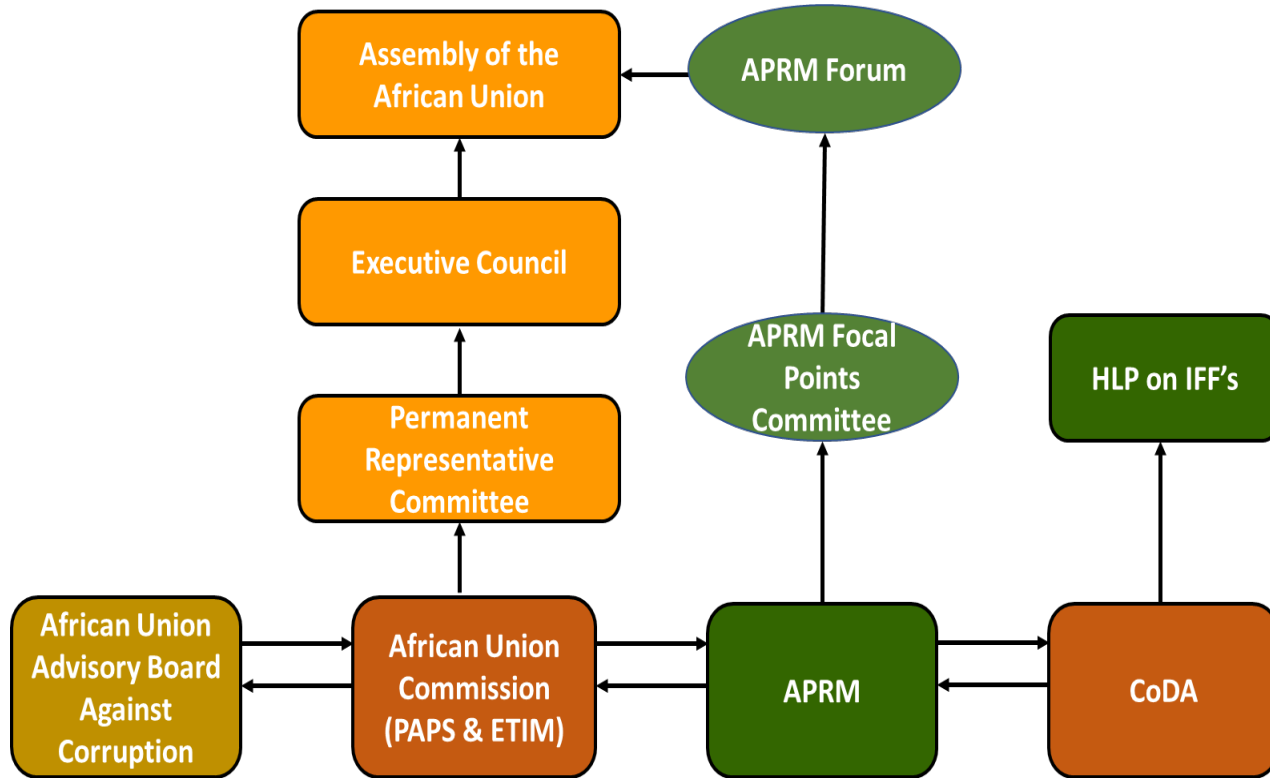 Assembly of the
African Union
APRM Forum
Executive Council
APRM Focal
Points
Committee
HLP on IFF's
Permanent
Representative
Committee
African Union
Advisory Board
Against
Corruption
African Union
Commission
(PAPS & ETIM)
APRM
CoDA